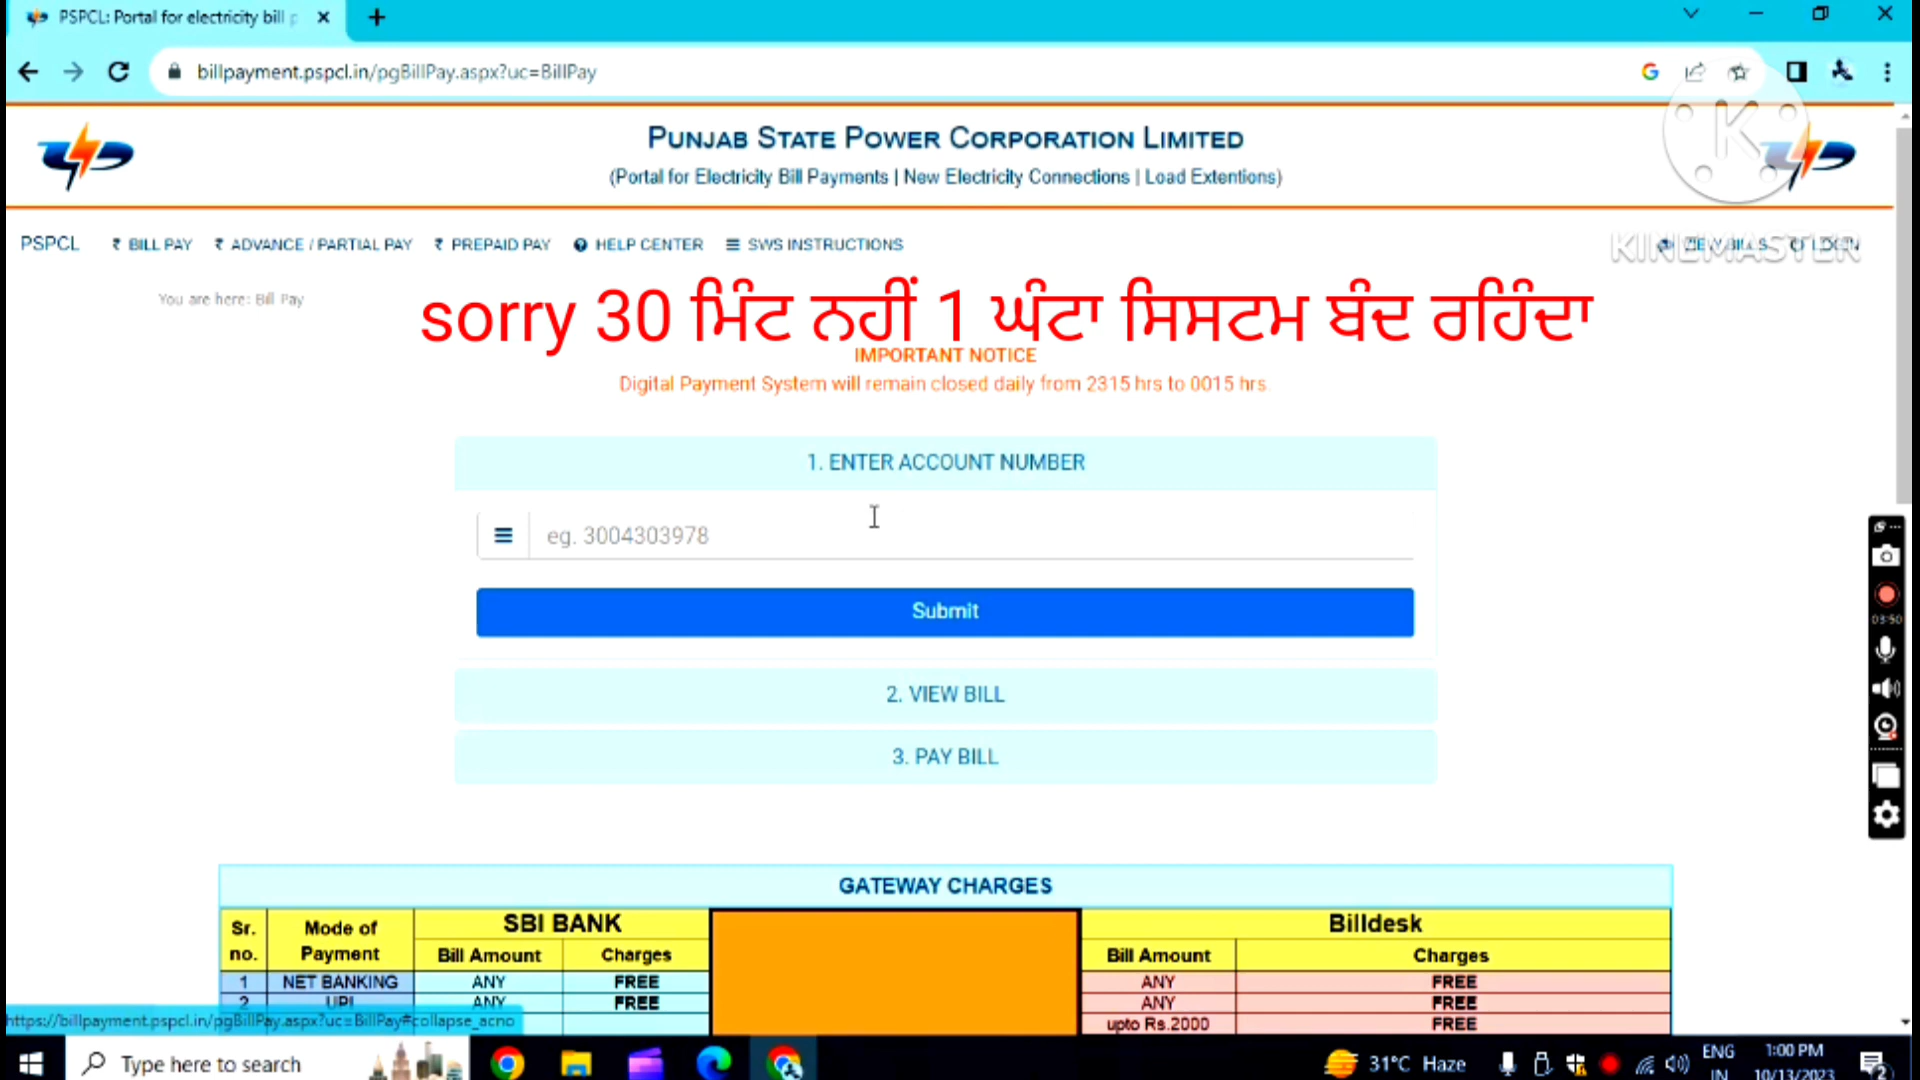 PSPCL: Portal for electricity bill p
billpayment.pspcl.in/pgBillPay.aspx?uc=BillPay
PUNJAB STATE POWER CORPORATION LIMITED
(Portal for Electricity Bill Payments | New Electricity Connections | Load Extentions)
K
PSPCL ₹ BILL PAY ₹ ADVANCE / PARTIAL PAY ₹ PREPAID PAY HELP CENTER SWS INSTRUCTIONS VIEW BILLS LOGIN
KINEMASTER
You are here: Bill Pay
sorry 30 ਮਿੰਟ ਨਹੀਂ 1 ਘੰਟਾ ਸਿਸਟਮ ਬੰਦ ਰਹਿੰਦਾ
IMPORTANT NOTICE
Digital Payment System will remain closed daily from 2315 hrs to 0015 hrs
1. ENTER ACCOUNT NUMBER
eg. 3004303978
Submit
03:50
2. VIEW BILL
3. PAY BILL
GATEWAY CHARGES
Sr. no. Mode of Payment SBI BANK Billdesk
Bill Amount Charges Bill Amount Charges
1 NET BANKING ANY FREE ANY FREE
2 UPI ANY FREE ANY FREE
upto Rs.2000 FREE
https://billpayment.pspcl.in/pgBillPay.aspx?uc=BillPay#collapse_acno
Type here to search 31°C Haze ENG IN 1:00 PM 10/13/2023 2